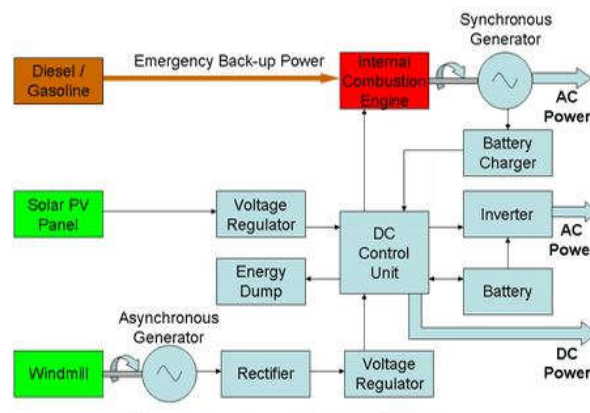 Synchronous
Generator
Emergency Back-up Power
Diesel /
Gasoline
Internal
Combustion
Engine
AC
Power
Battery
Charger
Solar PV
Panel
Voltage
Regulator
DC
Control
Unit
Inverter
AC
Power
Energy
Dump
Battery
Asynchronous
Generator
DC
Power
Windmill
Rectifier
Voltage
Regulator